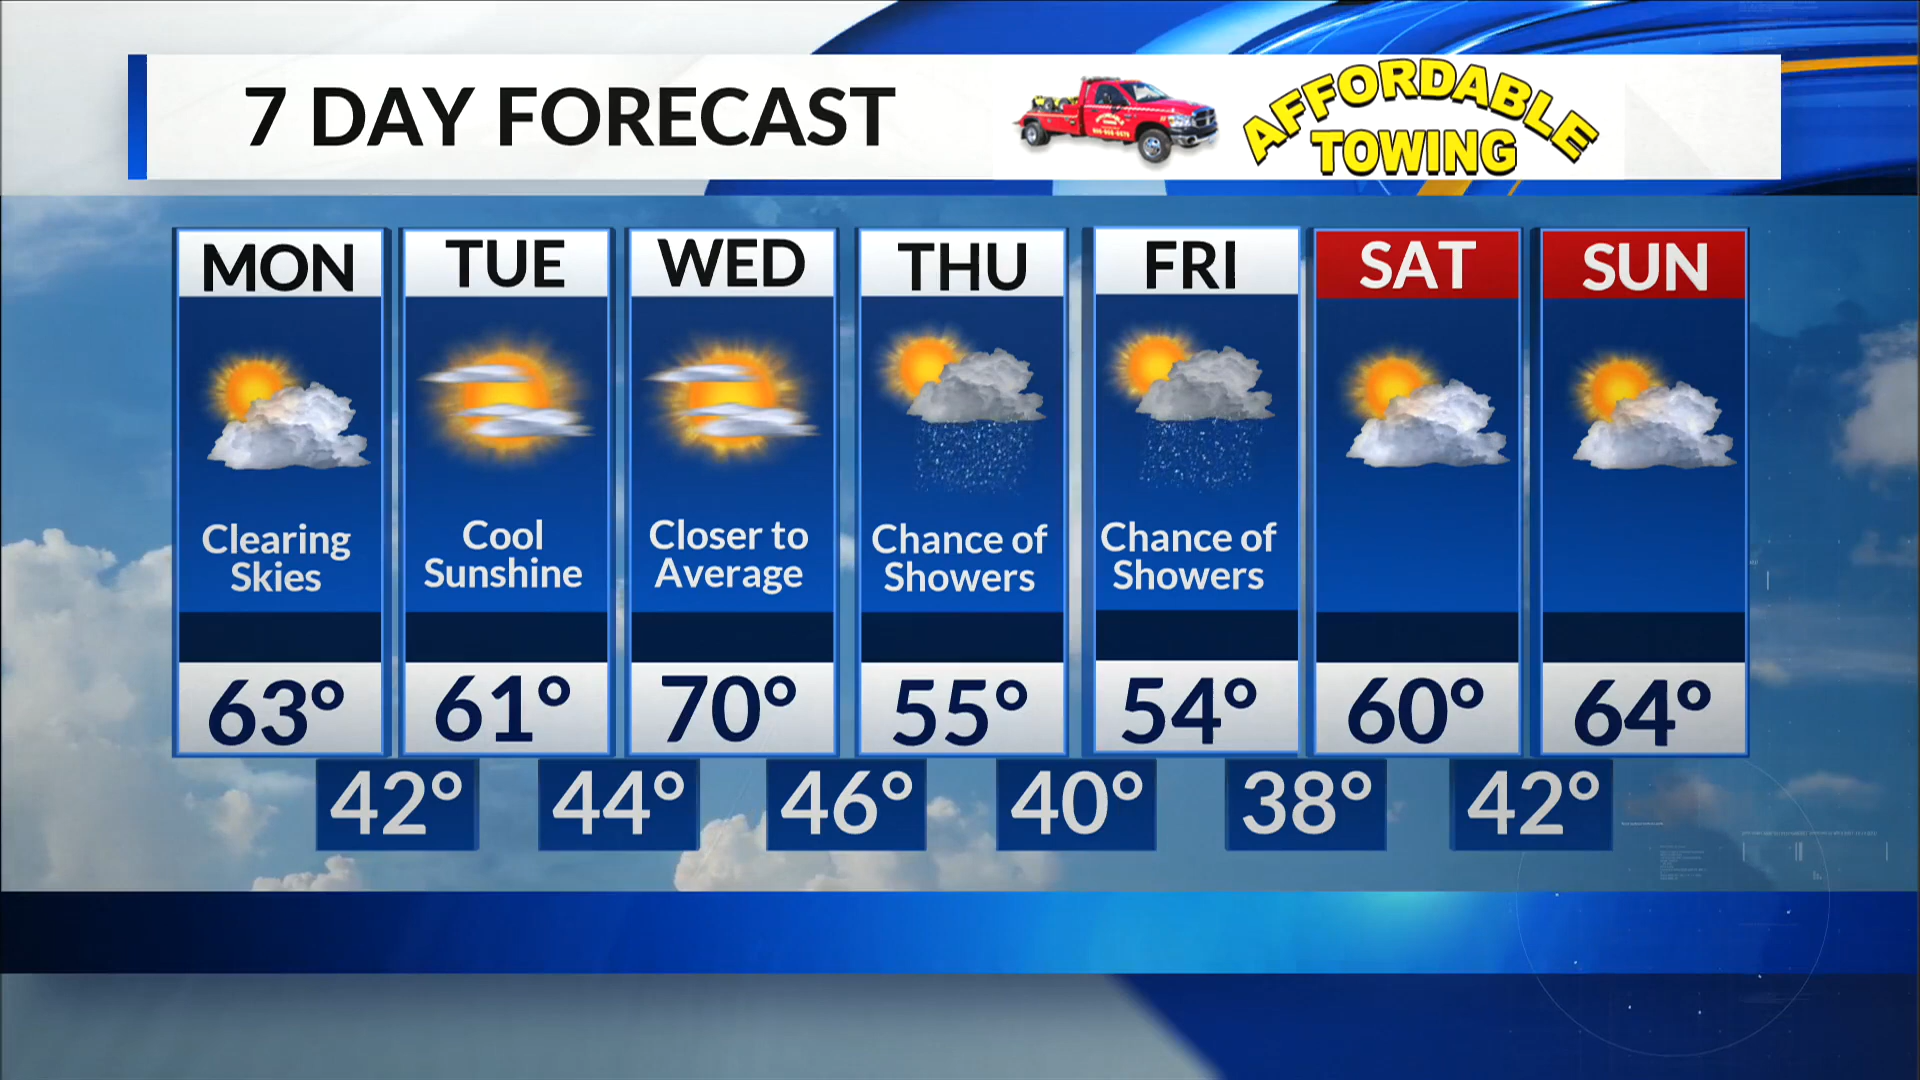 7 DAY FORECAST
AFFORDABLE
TOWING
MON TUE WED THU FRI SAT SUN
Clearing
Skies
Cool
Sunshine
Closer to
Average
Chance of
Showers
Chance of
Showers
63° 61° 70° 55° 54° 60° 64°
42° 44° 46° 40° 38° 42°